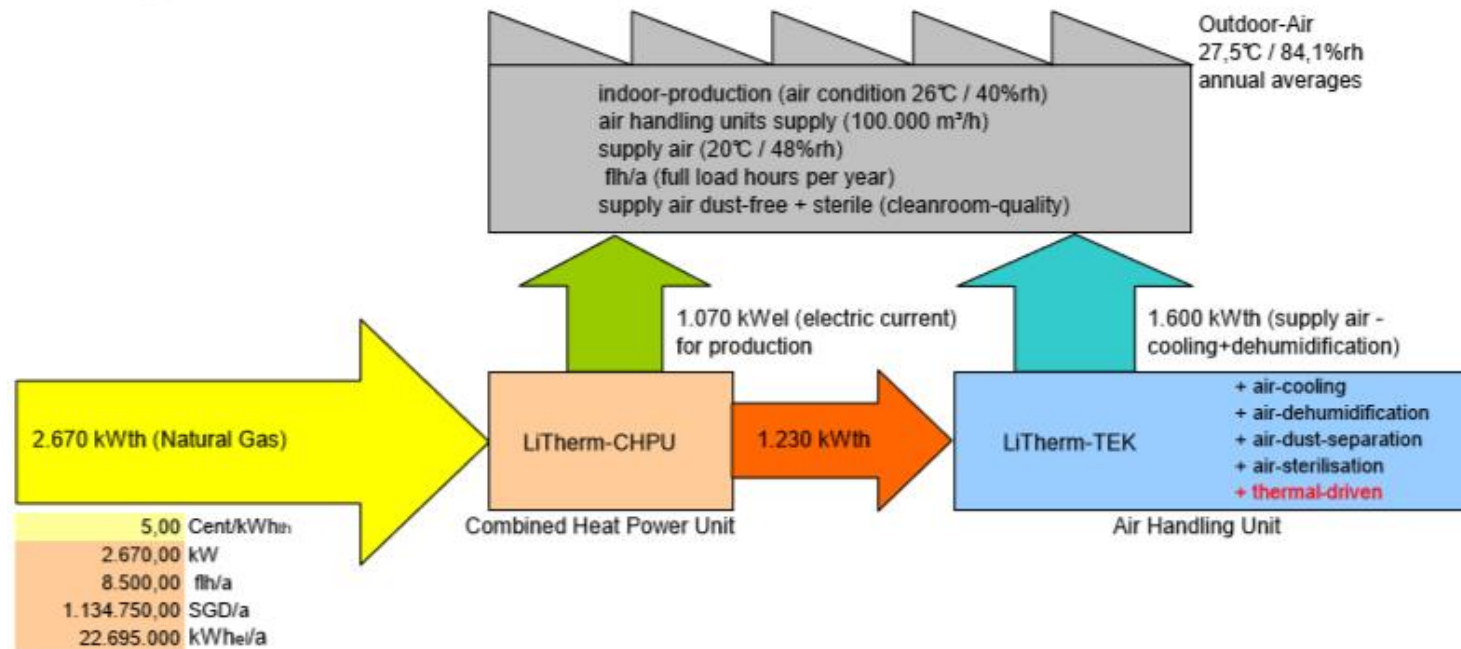 Outdoor-Air
27,5℃ / 84,1%rh
annual averages
indoor-production (air condition 26℃ / 40%rh)
air handling units supply (100.000 m³/h)
supply air (20℃ / 48%rh)
flh/a (full load hours per year)
supply air dust-free + sterile (cleanroom-quality)
1.070 kWel (electric current)
for production
1.600 kWth (supply air -
cooling+dehumidification)
2.670 kWth (Natural Gas)
LiTherm-CHPU
1.230 kWth
LiTherm-TEK
+ air-cooling
+ air-dehumidification
+ air-dust-separation
+ air-sterilisation
+ thermal-driven
Combined Heat Power Unit
Air Handling Unit
5,00 Cent/kWhth
2.670,00 kW
8.500,00 flh/a
1.134.750,00 SGD/a
22.695.000 kWhel/a